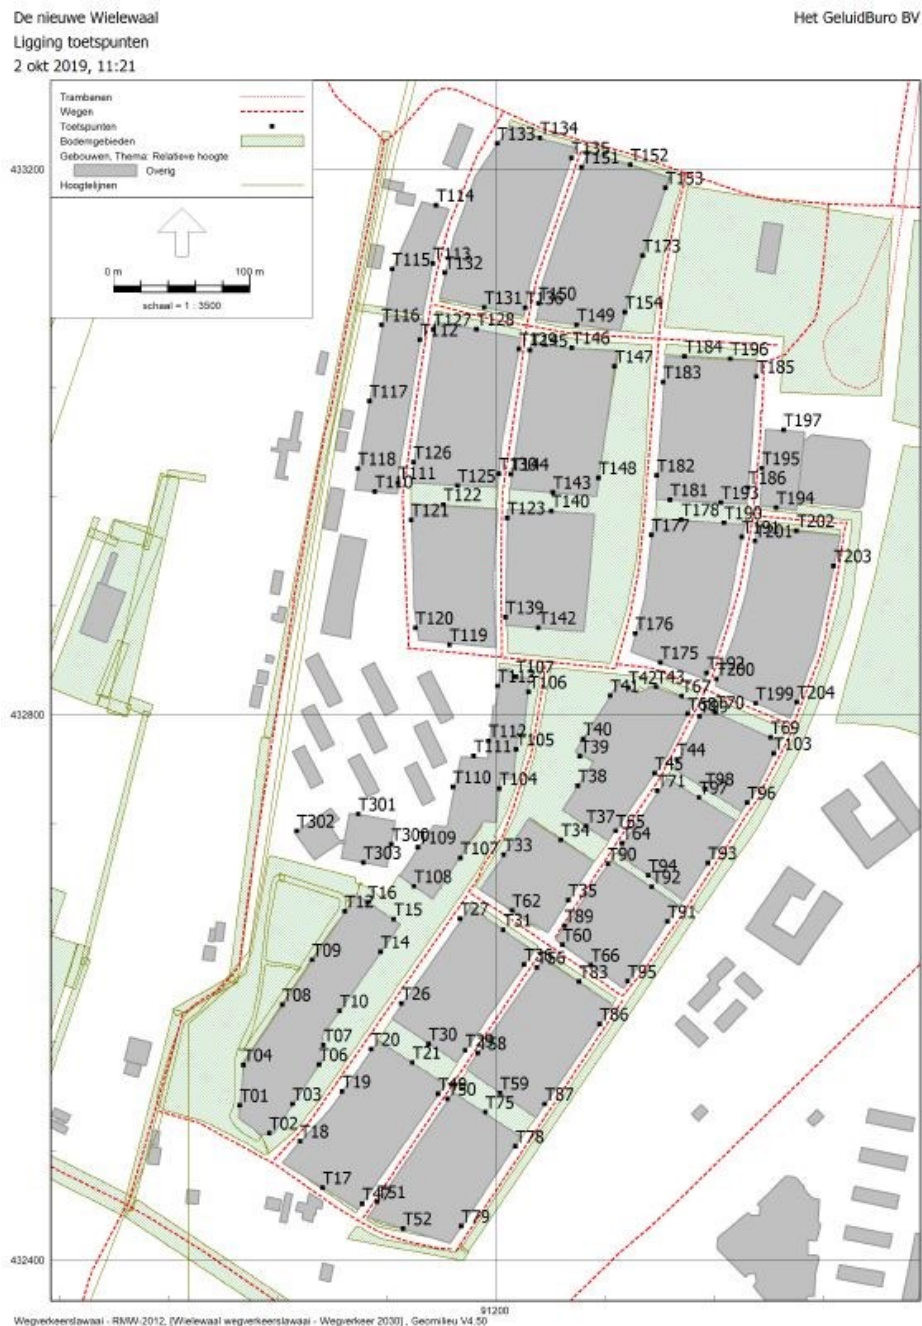 De nieuwe Wielewaal
Het GeluidBuro BV
Ligging toetspunten
2 okt 2019, 11:21
Trambanen
Wegen
Toetspunten
Bodemgebieden
Gebouwen, Thema: Relatieve hoogte
Overig
Hoogtelijnen
0 m
100 m
schaal = 1 : 3500
433200
432800
432400
91200
T134
T133
T135
T151
T152
T153
T114
T173
T113
T115
T132
T131
T150
T154
T116
T127
T128
T149
T112
T145
T146
T184
T196
T147
T183
T185
T117
T197
T126
T118
T195
T111
T125
T148
T182
T110
T186
T143
T122
T181
T193
T194
T121
T123
T140
T178
T190
T202
T191
T201
T177
T203
T139
T120
T142
T176
T119
T175
T107
T113
T106
T42
T43
T200
T67
T199
T204
T70
T69
T112
T111
T105
T40
T39
T103
T44
T45
T110
T104
T38
T71
T98
T97
T96
T301
T302
T300
T109
T37
T65
T34
T64
T303
T107
T33
T90
T93
T108
T94
T92
T16
T12
T15
T62
T35
T27
T31
T89
T91
T14
T60
T09
T36
T66
T83
T95
T08
T10
T26
T86
T07
T20
T30
T04
T06
T21
T19
T59
T01
T03
T50
T75
T87
T02
T18
T78
T17
T47
T51
T52
T79
Wegverkeerslawaai - RMW-2012, [Wielewaal wegverkeerslawaai - Wegverkeer 2030] , Geomilieu V4.50